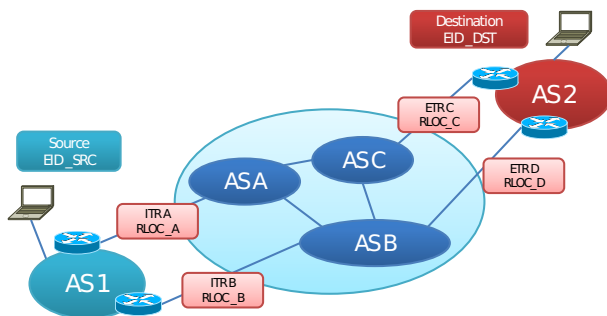 Destination
EID_DST
AS2
ETRC
RLOC_C
Source
EID_SRC
ASC
ASA
ETRD
RLOC_D
ITRA
RLOC_A
ASB
AS1
ITRB
RLOC_B